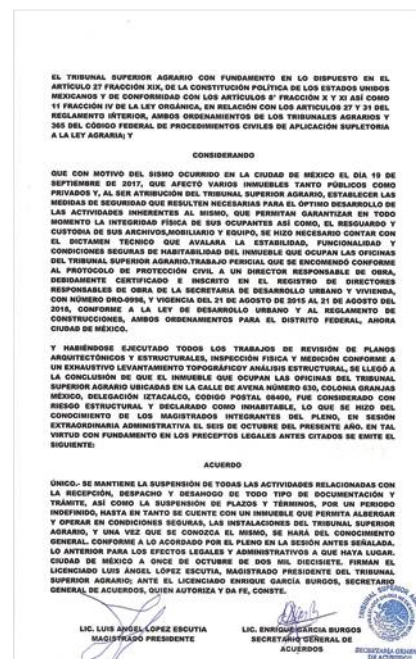 EL TRIBUNAL SUPERIOR AGRARIO CON FUNDAMENTO EN LO DISPUESTO EN EL
ARTÍCULO 27 FRACCIÓN XIX, DE LA CONSTITUCIÓN POLÍTICA DE LOS ESTADOS UNIDOS
MEXICANOS Y DE CONFORMIDAD CON LOS ARTÍCULOS 8° FRACCIÓN X Y XI ASÍ COMO
11 FRACCIÓN IV DE LA LEY ORGÁNICA, EN RELACIÓN CON LOS ARTICULOS 27 Y 31 DEL
REGLAMENTO INTERIOR, AMBOS ORDENAMIENTOS DE LOS TRIBUNALES AGRARIOS Y
365 DEL CÓDIGO FEDERAL DE PROCEDIMIENTOS CIVILES DE APLICACIÓN SUPLETORIA
A LA LEY AGRARIA; Y
CONSIDERANDO
QUE CON MOTIVO DEL SISMO OCURRIDO EN LA CIUDAD DE MÉXICO EL DÍA 19 DE
SEPTIEMBRE DE 2017, QUE AFECTÓ VARIOS INMUEBLES TANTO PÚBLICOS COMO
PRIVADOS Y, AL SER ATRIBUCIÓN DEL TRIBUNAL SUPERIOR AGRARIO, ESTABLECER LAS
MEDIDAS DE SEGURIDAD QUE RESULTEN NECESARIAS PARA EL ÓPTIMO DESARROLLO DE
LAS ACTIVIDADES INHERENTES AL MISMO, QUE PERMITAN GARANTIZAR EN TODO
MOMENTO LA INTEGRIDAD FÍSICA DE SUS OCUPANTES ASÍ COMO, EL RESGUARDO Y
CUSTODIA DE SUS ARCHIVOS,MOBILIARIO Y EQUIPO, SE HIZO NECESARIO CONTAR CON
EL DICTAMEN TÉCNICO QUE AVALARA LA ESTABILIDAD, FUNCIONALIDAD Y
CONDICIONES SEGURAS DE HABITABILIDAD DEL INMUEBLE QUE OCUPAN LAS OFICINAS
DEL TRIBUNAL SUPERIOR AGRARIO.TRABAJO PERICIAL QUE SE ENCOMENDÓ CONFORME
AL PROTOCOLO DE PROTECCIÓN CIVIL A UN DIRECTOR RESPONSABLE DE OBRA,
DEBIDAMENTE CERTIFICADO E INSCRITO EN EL REGISTRO DE DIRECTORES
RESPONSABLES DE OBRA DE LA SECRETARIA DE DESARROLLO URBANO Y VIVIENDA,
CON NÚMERO DRO-0996, Y VIGENCIA DEL 21 DE AGOSTO DE 2015 AL 21 DE AGOSTO DEL
2018, CONFORME A LA LEY DE DESARROLLO URBANO Y AL REGLAMENTO DE
CONSTRUCCIONES, AMBOS ORDENAMIENTOS PARA EL DISTRITO FEDERAL, AHORA
CIUDAD DE MÉXICO.
Y HABIÉNDOSE EJECUTADO TODOS LOS TRABAJOS DE REVISIÓN DE PLANOS
ARQUITECTÓNICOS Y ESTRUCTURALES, INSPECCIÓN FISICA Y MEDICIÓN CONFORME A
UN EXHAUSTIVO LEVANTAMIENTO TOPOGRÁFICOY ANÁLISIS ESTRUCTURAL, SE LLEGÓ A
LA CONCLUSIÓN DE QUE EL INMUEBLE QUE OCUPAN LAS OFICINAS DEL TRIBUNAL
SUPERIOR AGRARIO UBICADAS EN LA CALLE DE AVENA NÚMERO 630, COLONIA GRANJAS
MÉXICO, DELEGACIÓN IZTACALCO, CODIGO POSTAL 08400, FUE CONSIDERADO CON
RIESGO ESTRUCTURAL Y DECLARADO COMO INHABITABLE, LO QUE SE HIZO DEL
CONOCIMIENTO DE LOS MAGISTRADOS INTEGRANTES DEL PLENO, EN SESIÓN
EXTRAORDINARIA ADMINISTRATIVA EL SEIS DE OCTUBRE DEL PRESENTE AÑO. EN TAL
VIRTUD CON FUNDAMENTO EN LOS PRECEPTOS LEGALES ANTES CITADOS SE EMITE EL
SIGUIENTE:
ACUERDO
ÚNICO.- SE MANTIENE LA SUSPENSIÓN DE TODAS LAS ACTIVIDADES RELACIONADAS CON
LA RECEPCIÓN, DESPACHO Y DESAHOGO DE TODO TIPO DE DOCUMENTACIÓN Y
TRÁMITE, ASÍ COMO LA SUSPENSIÓN DE PLAZOS Y TÉRMINOS, POR UN PERIODO
INDEFINIDO, HASTA EN TANTO SE CUENTE CON UN INMUEBLE QUE PERMITA ALBERGAR
Y OPERAR EN CONDICIONES SEGURAS, LAS INSTALACIONES DEL TRIBUNAL SUPERIOR
AGRARIO, Y UNA VEZ QUE SE CONOZCA EL MISMO, SE HARÁ DEL CONOCIMIENTO
GENERAL. CONFORME A LO ACORDADO POR EL PLENO EN LA SESIÓN ANTES SEÑALADA.
LO ANTERIOR PARA LOS EFECTOS LEGALES Y ADMINISTRATIVOS A QUE HAYA LUGAR.
CIUDAD DE MÉXICO A ONCE DE OCTUBRE DE DOS MIL DIECISIETE. FIRMAN EL
LICENCIADO LUIS ÁNGEL LÓPEZ ESCUTIA, MAGISTRADO PRESIDENTE DEL TRIBUNAL
SUPERIOR AGRARIO; ANTE EL LICENCIADO ENRIQUE GARCÍA BURGOS, SECRETARIO
GENERAL DE ACUERDOS, QUIEN AUTORIZA Y DA FE, CONSTE.
LIC. LUIS ANGEL LOPEZ ESCUTIA
MAGISTRADO PRESIDENTE
LIC. ENRIQUE GARCIA BURGOS
SECRETARIO GENERAL DE
ACUERDOS
SECRETARÍA GENERAL
DE ACUERDOS